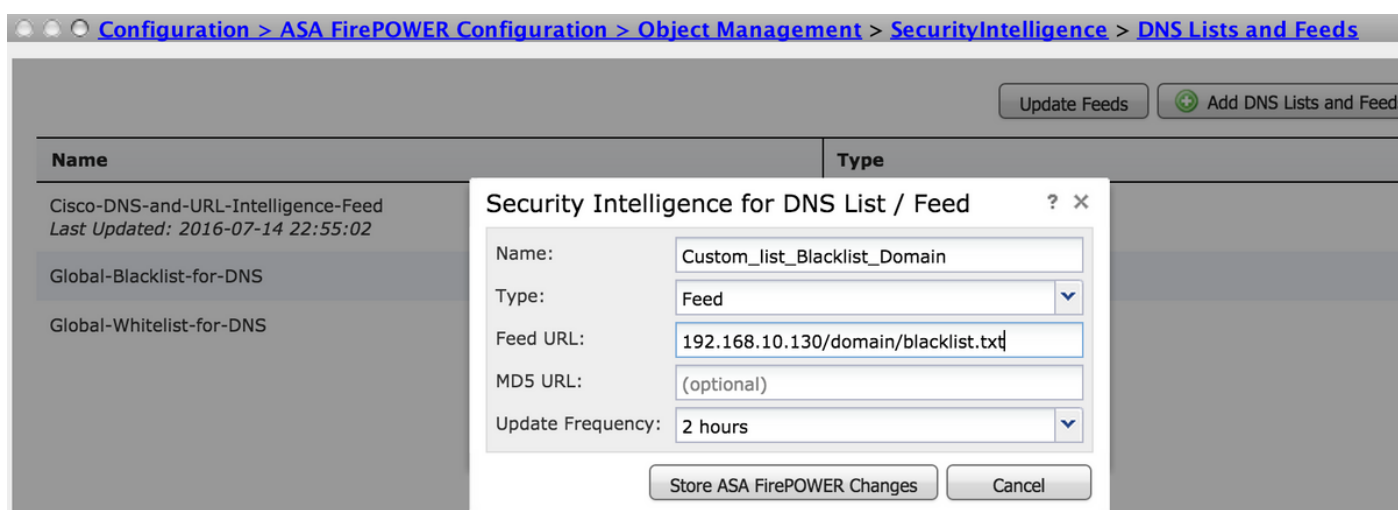 Configuration > ASA FirePOWER Configuration > Object Management > SecurityIntelligence > DNS Lists and Feeds
Update Feeds
Add DNS Lists and Feed
Name
Type
Cisco-DNS-and-URL-Intelligence-Feed
Last Updated: 2016-07-14 22:55:02
Global-Blacklist-for-DNS
Global-Whitelist-for-DNS
Security Intelligence for DNS List / Feed
? ×
Name:
Custom_list_Blacklist_Domain
Type:
Feed
Feed URL:
192.168.10.130/domain/blacklist.txt
MD5 URL:
(optional)
Update Frequency:
2 hours
Store ASA FirePOWER Changes
Cancel